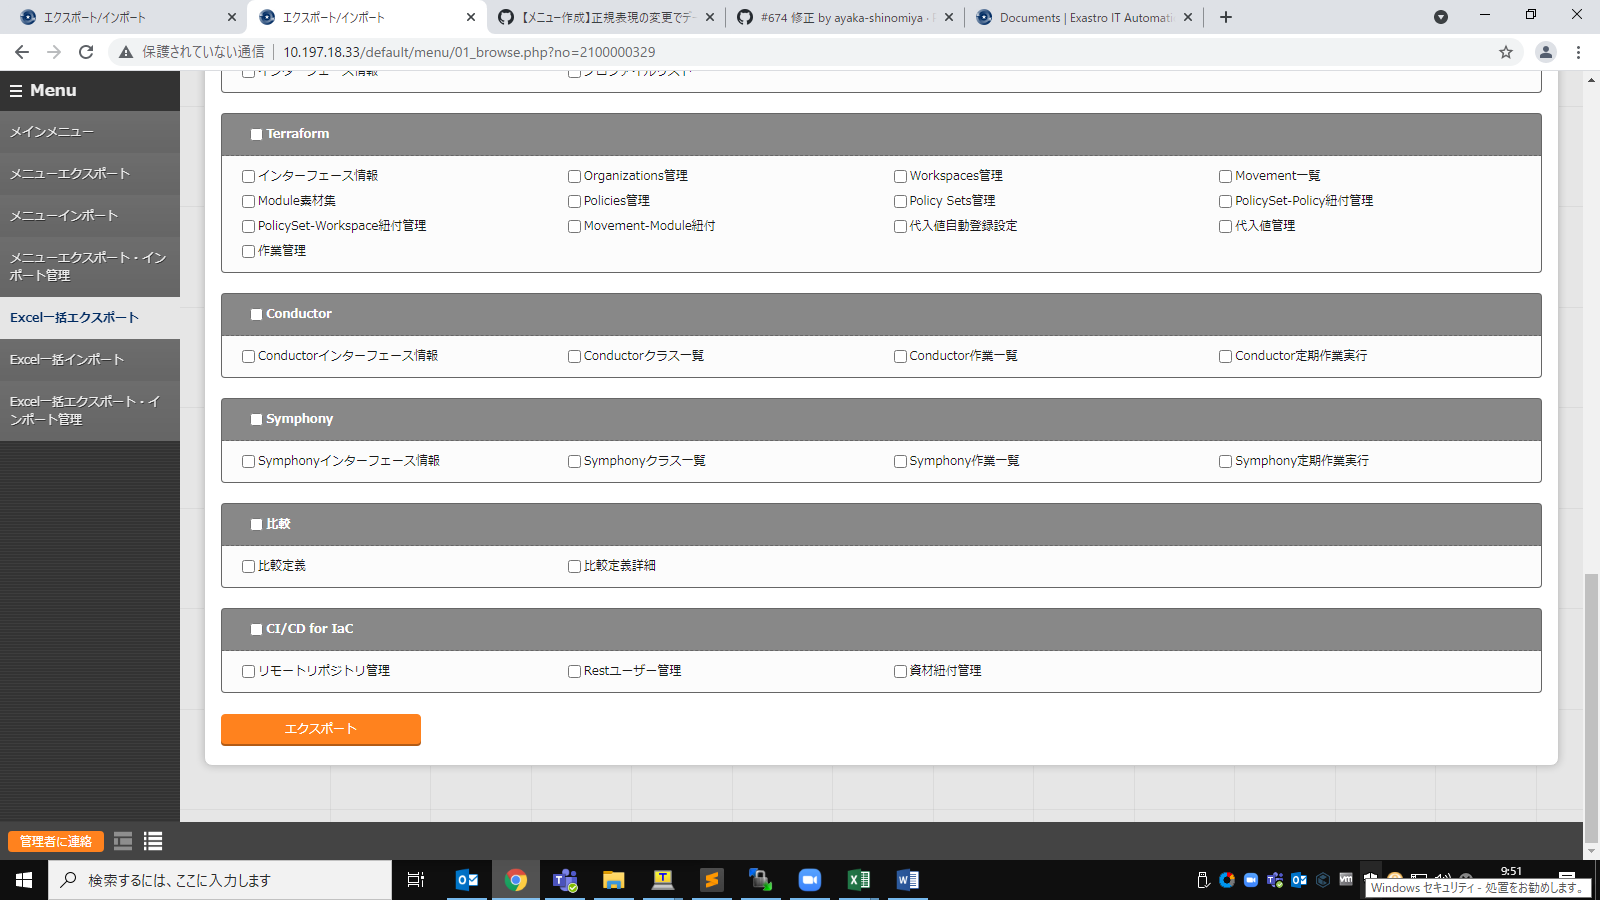 エクスポート/インポート
エクスポート/インポート
【メニュー作成】正規表現の変更でデー
#674 修正 by ayaka-shinomiya ·
Documents | Exastro IT Automati
保護されていない通信
10.197.18.33/default/menu/01_browse.php?no=2100000329
Menu
メインメニュー
メニューエクスポート
メニューインポート
メニューエクスポート・イン
ポート管理
Excel一括エクスポート
Excel一括インポート
Excel一括エクスポート・イ
ンポート管理
インターフェース情報
プロファイルリスト
Terraform
インターフェース情報
Organizations管理
Workspaces管理
Movement一覧
Module素材集
Policies管理
Policy Sets管理
PolicySet-Policy紐付管理
PolicySet-Workspace紐付管理
Movement-Module紐付
代入値自動登録設定
代入値管理
作業管理
Conductor
Conductorインターフェース情報
Conductorクラス一覧
Conductor作業一覧
Conductor定期作業実行
Symphony
Symphonyインターフェース情報
Symphonyクラス一覧
Symphony作業一覧
Symphony定期作業実行
比較
比較定義
比較定義詳細
CI/CD for IaC
リモートリポジトリ管理
Restユーザー管理
資材紐付管理
エクスポート
管理者に連絡
検索するには、ここに入力します
9:51
Windows セキュリティ - 処置をお勧めします。